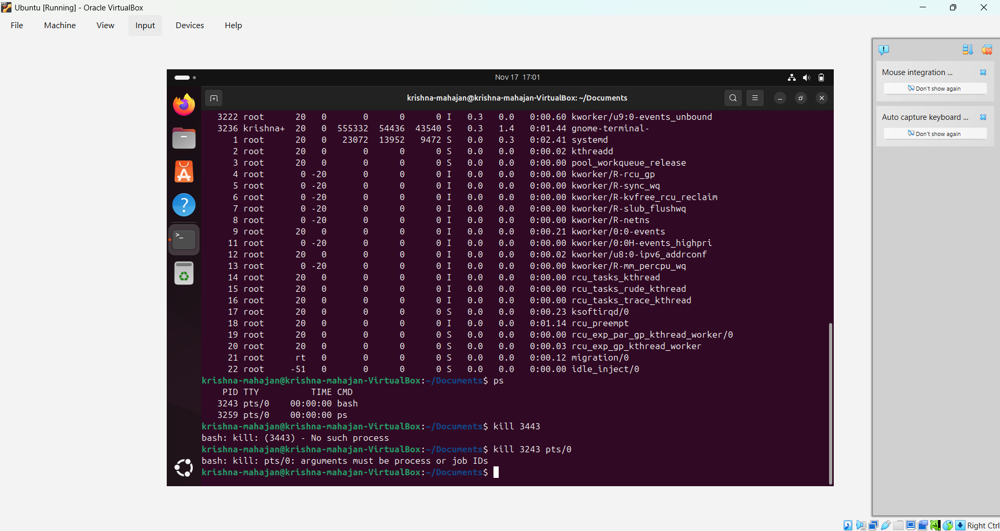 Ubuntu [Running] - Oracle VirtualBox
File Machine View Input Devices Help
Nov 17 17:01
krishna-mahajan@krishna-mahajan-VirtualBox: ~/Documents
3222 root 20 0 0 0 0 I 0.3 0.0 0:00.60 kworker/u9:0-events_unbound
3236 krishna+ 20 0 555332 54436 43540 S 0.3 1.4 0:01.44 gnome-terminal-
1 root 20 0 23072 13952 9472 S 0.0 0.3 0:02.41 systemd
2 root 20 0 0 0 0 S 0.0 0.0 0:00.02 kthreadd
3 root 20 0 0 0 0 S 0.0 0.0 0:00.00 pool_workqueue_release
4 root 0 -20 0 0 0 I 0.0 0.0 0:00.00 kworker/R-rcu_gp
5 root 0 -20 0 0 0 I 0.0 0.0 0:00.00 kworker/R-sync_wq
6 root 0 -20 0 0 0 I 0.0 0.0 0:00.00 kworker/R-kvfree_rcu_reclaim
7 root 0 -20 0 0 0 I 0.0 0.0 0:00.00 kworker/R-slub_flushwq
8 root 0 -20 0 0 0 I 0.0 0.0 0:00.00 kworker/R-netns
9 root 20 0 0 0 0 I 0.0 0.0 0:00.21 kworker/0:0-events
11 root 0 -20 0 0 0 I 0.0 0.0 0:00.00 kworker/0:0H-events_highpri
12 root 20 0 0 0 0 I 0.0 0.0 0:00.02 kworker/u8:0-ipv6_addrconf
13 root 0 -20 0 0 0 I 0.0 0.0 0:00.00 kworker/R-mm_percpu_wq
14 root 20 0 0 0 0 I 0.0 0.0 0:00.00 rcu_tasks_kthread
15 root 20 0 0 0 0 I 0.0 0.0 0:00.00 rcu_tasks_rude_kthread
16 root 20 0 0 0 0 I 0.0 0.0 0:00.00 rcu_tasks_trace_kthread
17 root 20 0 0 0 0 S 0.0 0.0 0:00.23 ksoftirqd/0
18 root 20 0 0 0 0 I 0.0 0.0 0:01.14 rcu_preempt
19 root 20 0 0 0 0 S 0.0 0.0 0:00.00 rcu_exp_par_gp_kthread_worker/0
20 root 20 0 0 0 0 S 0.0 0.0 0:00.03 rcu_exp_gp_kthread_worker
21 root rt 0 0 0 0 S 0.0 0.0 0:00.12 migration/0
22 root -51 0 0 0 0 S 0.0 0.0 0:00.00 idle_inject/0
krishna-mahajan@krishna-mahajan-VirtualBox:~/Documents$ ps
PID TTY TIME CMD
3243 pts/0 00:00:00 bash
3259 pts/0 00:00:00 ps
krishna-mahajan@krishna-mahajan-VirtualBox:~/Documents$ kill 3443
bash: kill: (3443) - No such process
krishna-mahajan@krishna-mahajan-VirtualBox:~/Documents$ kill 3243 pts/0
bash: kill: pts/0: arguments must be process or job IDs
krishna-mahajan@krishna-mahajan-VirtualBox:~/Documents$
Mouse integration ...
Don't show again
Auto capture keyboard ...
Don't show again
Right Ctrl